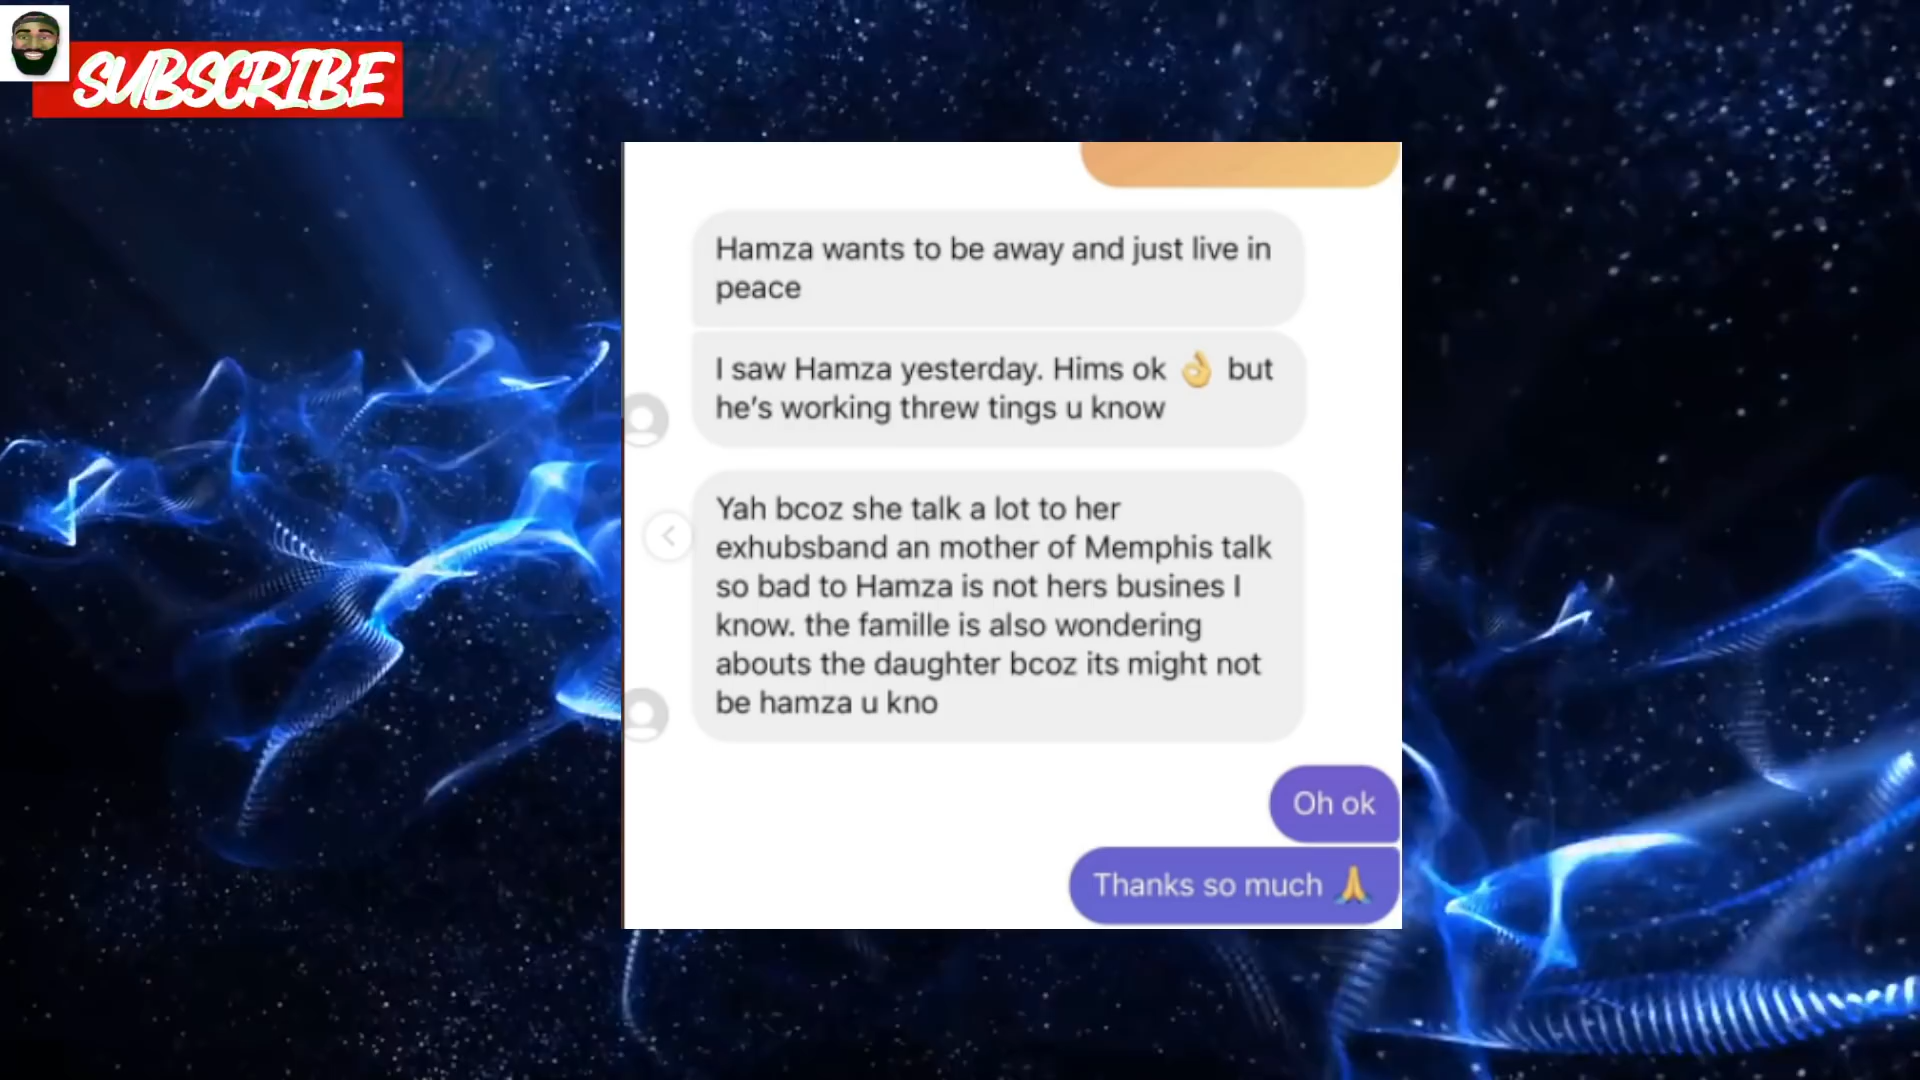 SUBSCRIBE
Hamza wants to be away and just live in
peace
I saw Hamza yesterday. Hims ok 👌 but
he's working threw tings u know
Yah bcoz she talk a lot to her
exhubsband an mother of Memphis talk
so bad to Hamza is not hers busines I
know. the famille is also wondering
abouts the daughter bcoz its might not
be hamza u kno
Oh ok
Thanks so much 🙏